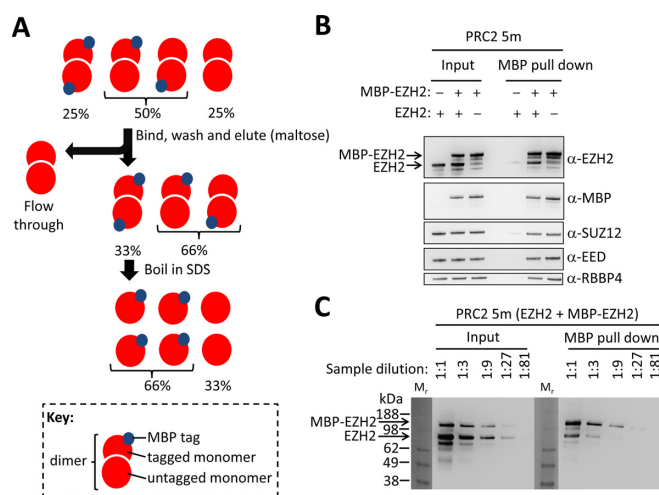 A
25%
50%
25%
Bind, wash and elute (maltose)
Flow
through
33%
66%
Boil in SDS
66%
33%
Key:
dimer
MBP tag
tagged monomer
untagged monomer
B
PRC2 5m
Input
MBP pull down
MBP-EZH2: − + + − + +
EZH2: + + − + + −
MBP-EZH2
EZH2
α-EZH2
α-MBP
α-SUZ12
α-EED
α-RBBP4
C
PRC2 5m (EZH2 + MBP-EZH2)
Input
MBP pull down
Sample dilution: 1:1 1:3 1:9 1:27 1:81 1:1 1:3 1:9 1:27 1:81
Mr
Mr
kDa
188
MBP-EZH2
98
EZH2
62
49
38